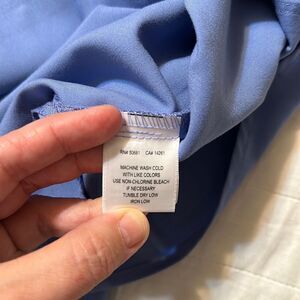 RN# 50681 CA# 14261
MACHINE WASH COLD
WITH LIKE COLORS
USE NON-CHLORINE BLEACH
IF NECESSARY
TUMBLE DRY LOW
IRON LOW